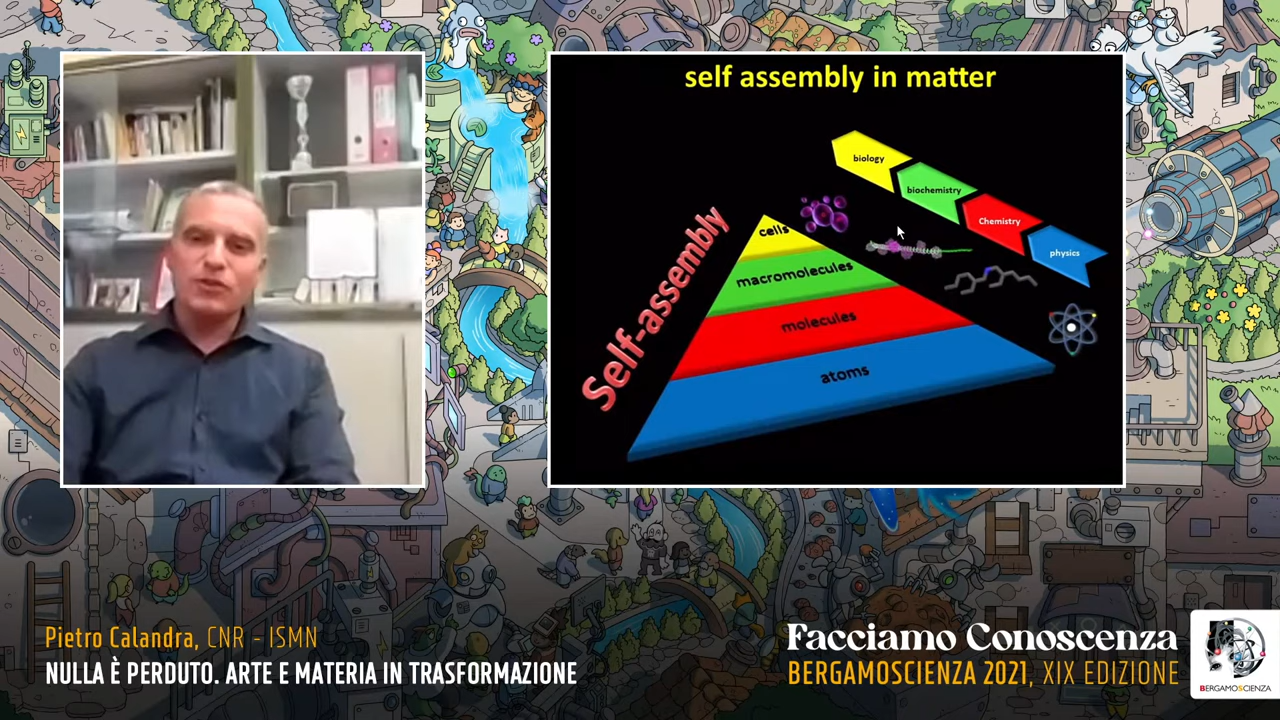 self assembly in matter
biology
biochemistry
Chemistry
physics
Self-assembly
cells
macromolecules
molecules
atoms
Pietro Calandra, CNR - ISMN
NULLA È PERDUTO. ARTE E MATERIA IN TRASFORMAZIONE
Facciamo Conoscenza
BERGAMOSCIENZA 2021, XIX EDIZIONE
BERGAMOSCIENZA